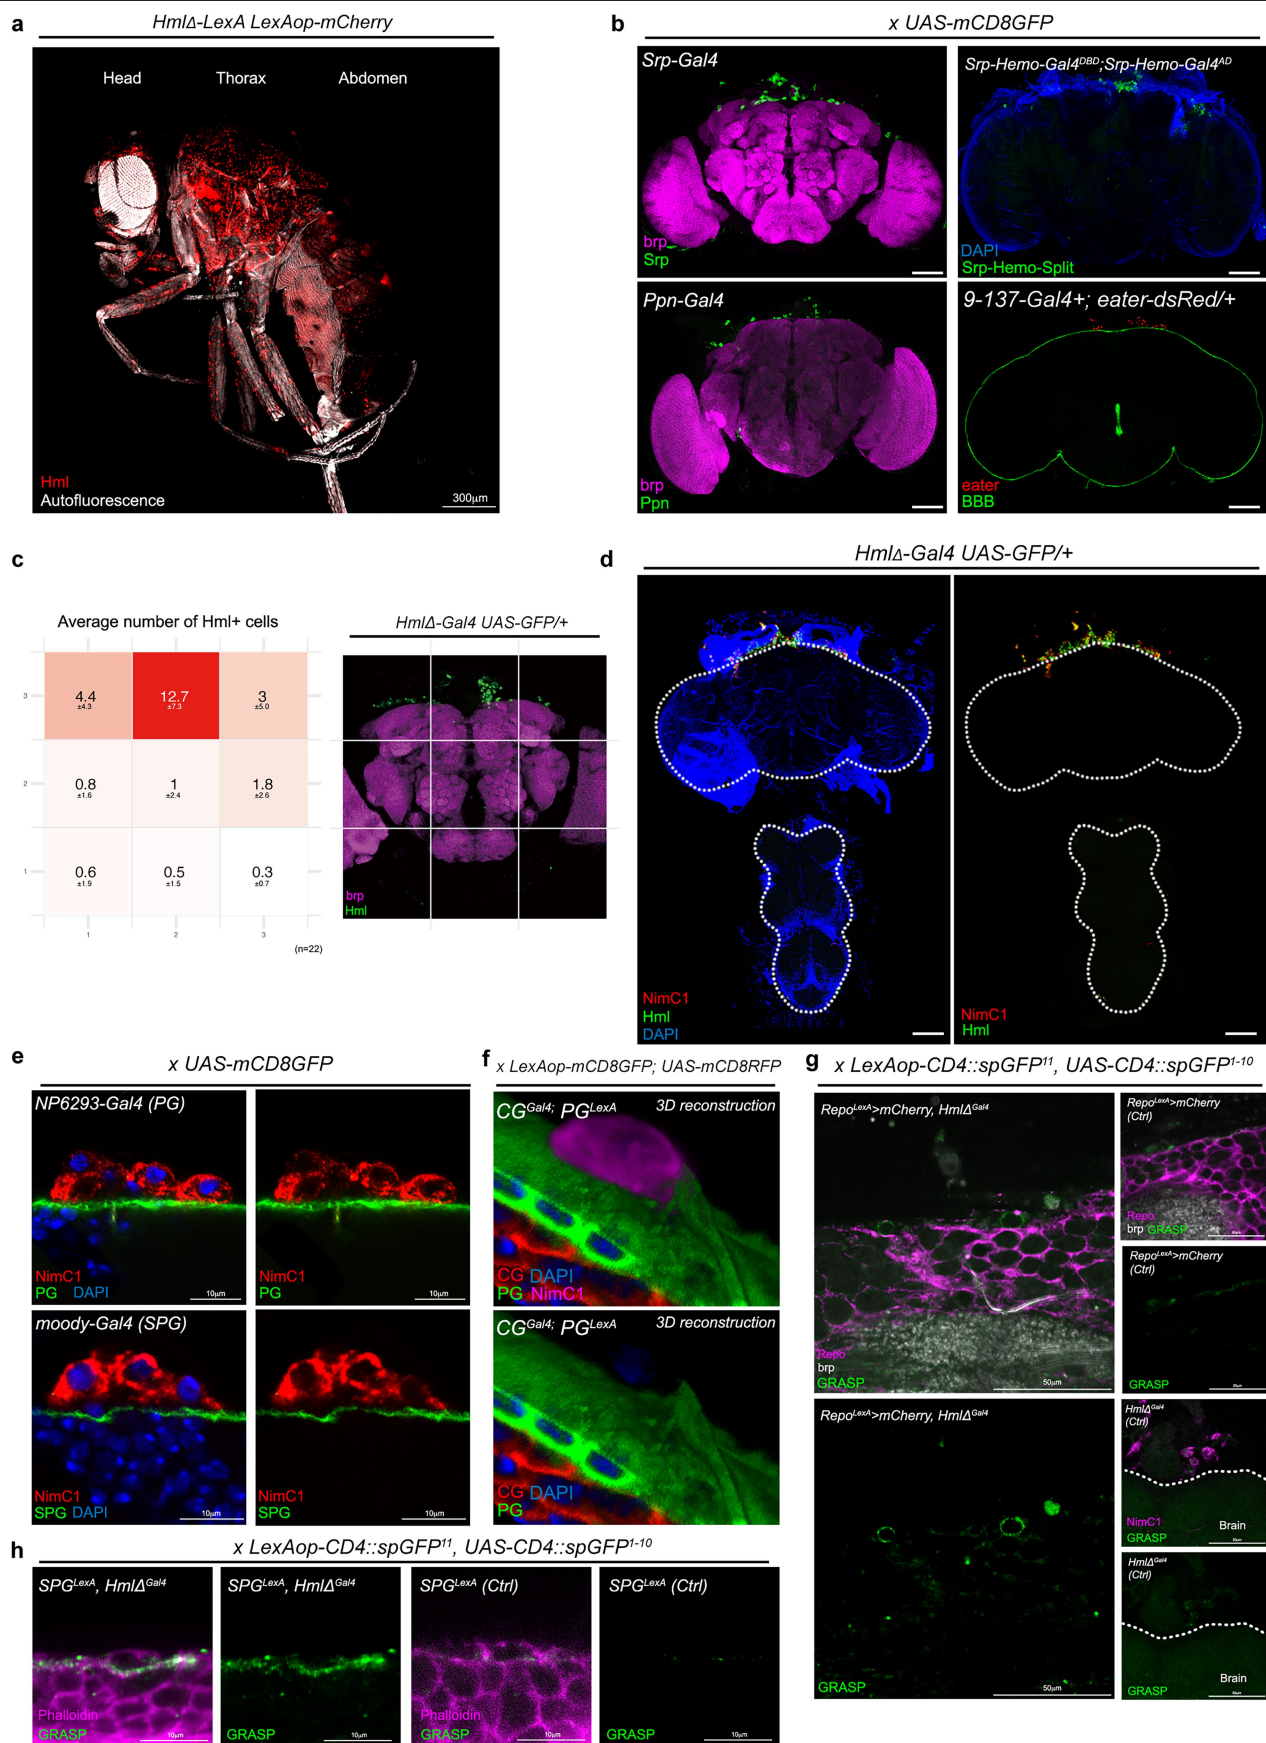 a
HmlΔ-LexA LexAop-mCherry
Head Thorax Abdomen
Hml
Autofluorescence
300μm
b
x UAS-mCD8GFP
Srp-Gal4
brp
Srp
Srp-Hemo-Gal4DBD;Srp-Hemo-Gal4AD
DAPI
Srp-Hemo-Split
Ppn-Gal4
brp
Ppn
9-137-Gal4+; eater-dsRed/+
eater
BBB
c
Average number of Hml+ cells
3
4.4 12.7 3
±4.3 ±7.3 ±5.0
2
0.8 1 1.8
±1.6 ±2.4 ±2.6
1
0.6 0.5 0.3
±1.9 ±1.5 ±0.7
1 2 3
(n=22)
HmlΔ-Gal4 UAS-GFP/+
brp
Hml
d
HmlΔ-Gal4 UAS-GFP/+
NimC1
Hml
DAPI
NimC1
Hml
e
x UAS-mCD8GFP
NP6293-Gal4 (PG)
NimC1
PG DAPI
10μm
NimC1
PG
10μm
moody-Gal4 (SPG)
NimC1
SPG DAPI
10μm
NimC1
SPG
10μm
f
x LexAop-mCD8GFP; UAS-mCD8RFP
CGGal4; PGLexA
3D reconstruction
CG DAPI
PG NimC1
CGGal4; PGLexA
3D reconstruction
CG DAPI
PG
g
x LexAop-CD4::spGFP11, UAS-CD4::spGFP1-10
RepoLexA>mCherry, HmlΔGal4
Repo
brp
GRASP
50μm
RepoLexA>mCherry
(Ctrl)
Repo
brp GRASP
RepoLexA>mCherry
(Ctrl)
GRASP
RepoLexA>mCherry, HmlΔGal4
GRASP
50μm
HmlΔGal4
(Ctrl)
NimC1
GRASP
Brain
HmlΔGal4
(Ctrl)
GRASP
Brain
h
x LexAop-CD4::spGFP11, UAS-CD4::spGFP1-10
SPGLexA, HmlΔGal4
Phalloidin
GRASP
10μm
SPGLexA, HmlΔGal4
GRASP
10μm
SPGLexA (Ctrl)
Phalloidin
GRASP
10μm
SPGLexA (Ctrl)
GRASP
10μm